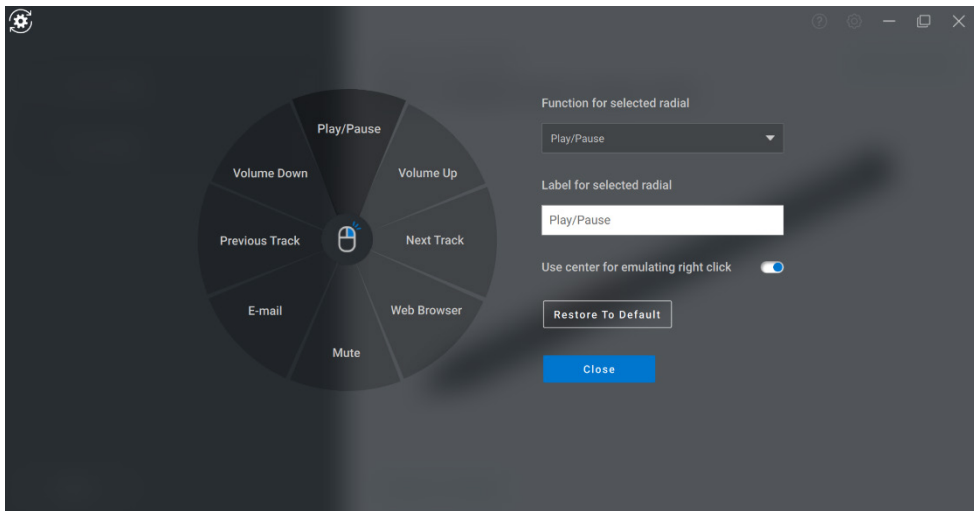 Play/Pause
Volume Up
Next Track
Web Browser
Mute
E-mail
Previous Track
Volume Down
Function for selected radial
Play/Pause
Label for selected radial
Play/Pause
Use center for emulating right click
Restore To Default
Close